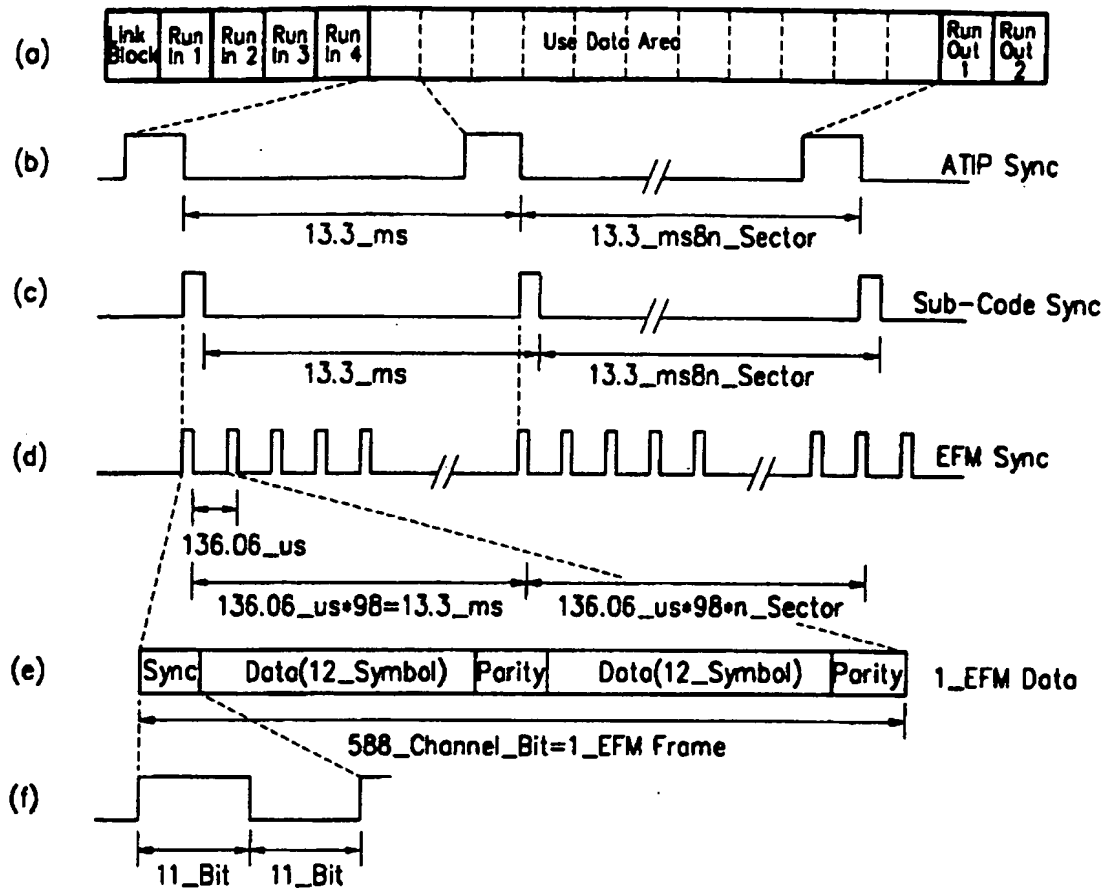 (a)
Link Block
Run In 1
Run In 2
Run In 3
Run In 4
Use Data Area
Run Out 1
Run Out 2
(b)
ATIP Sync
13.3_ms
13.3_ms8n_Sector
(c)
Sub-Code Sync
13.3_ms
13.3_ms8n_Sector
(d)
EFM Sync
136.06_us
136.06_us*98=13.3_ms
136.06_us*98*n_Sector
(e)
Sync
Data(12_Symbol)
Parity
Data(12_Symbol)
Parity
1_EFM Data
588_Channel_Bit=1_EFM Frame
(f)
11_Bit
11_Bit